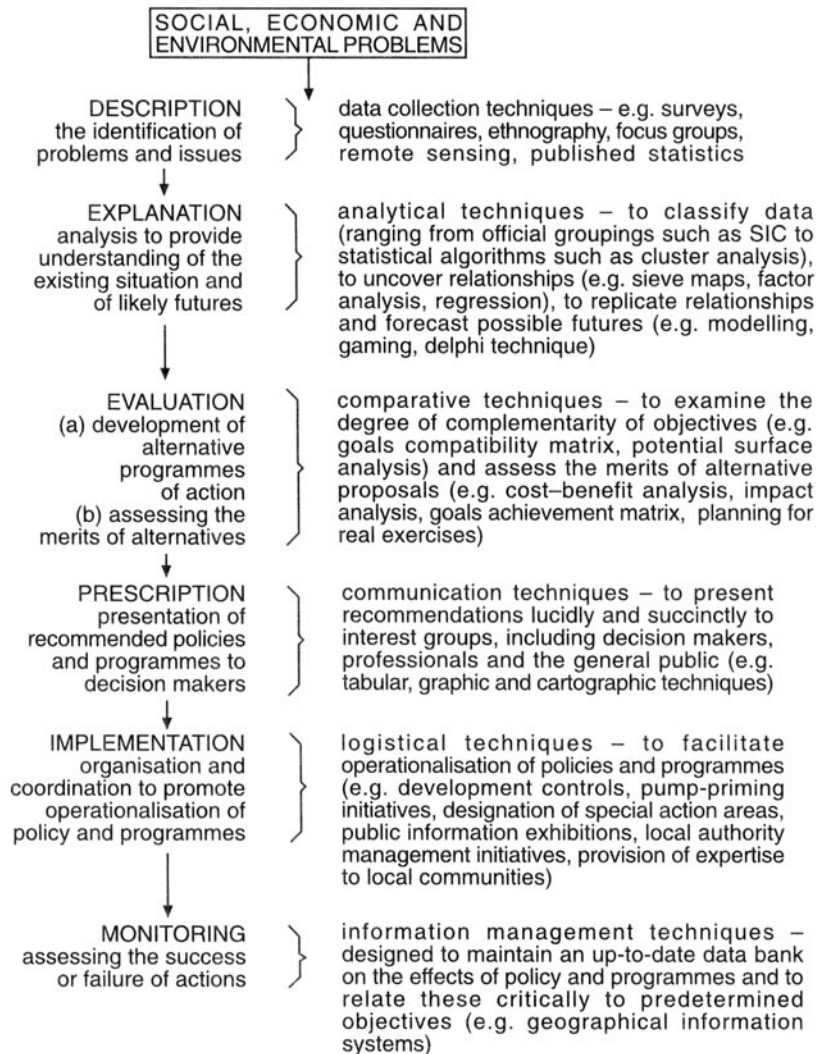 SOCIAL, ECONOMIC AND
ENVIRONMENTAL PROBLEMS
DESCRIPTION
the identification of
problems and issues
data collection techniques – e.g. surveys,
questionnaires, ethnography, focus groups,
remote sensing, published statistics
EXPLANATION
analysis to provide
understanding of the
existing situation and
of likely futures
analytical techniques – to classify data
(ranging from official groupings such as SIC to
statistical algorithms such as cluster analysis),
to uncover relationships (e.g. sieve maps, factor
analysis, regression), to replicate relationships
and forecast possible futures (e.g. modelling,
gaming, delphi technique)
EVALUATION
(a) development of
alternative
programmes
of action
(b) assessing the
merits of alternatives
comparative techniques – to examine the
degree of complementarity of objectives (e.g.
goals compatibility matrix, potential surface
analysis) and assess the merits of alternative
proposals (e.g. cost–benefit analysis, impact
analysis, goals achievement matrix, planning for
real exercises)
PRESCRIPTION
presentation of
recommended policies
and programmes to
decision makers
communication techniques – to present
recommendations lucidly and succinctly to
interest groups, including decision makers,
professionals and the general public (e.g.
tabular, graphic and cartographic techniques)
IMPLEMENTATION
organisation and
coordination to promote
operationalisation of
policy and programmes
logistical techniques – to facilitate
operationalisation of policies and programmes
(e.g. development controls, pump-priming
initiatives, designation of special action areas,
public information exhibitions, local authority
management initiatives, provision of expertise
to local communities)
MONITORING
assessing the success
or failure of actions
information management techniques –
designed to maintain an up-to-date data bank
on the effects of policy and programmes and to
relate these critically to predetermined
objectives (e.g. geographical information
systems)